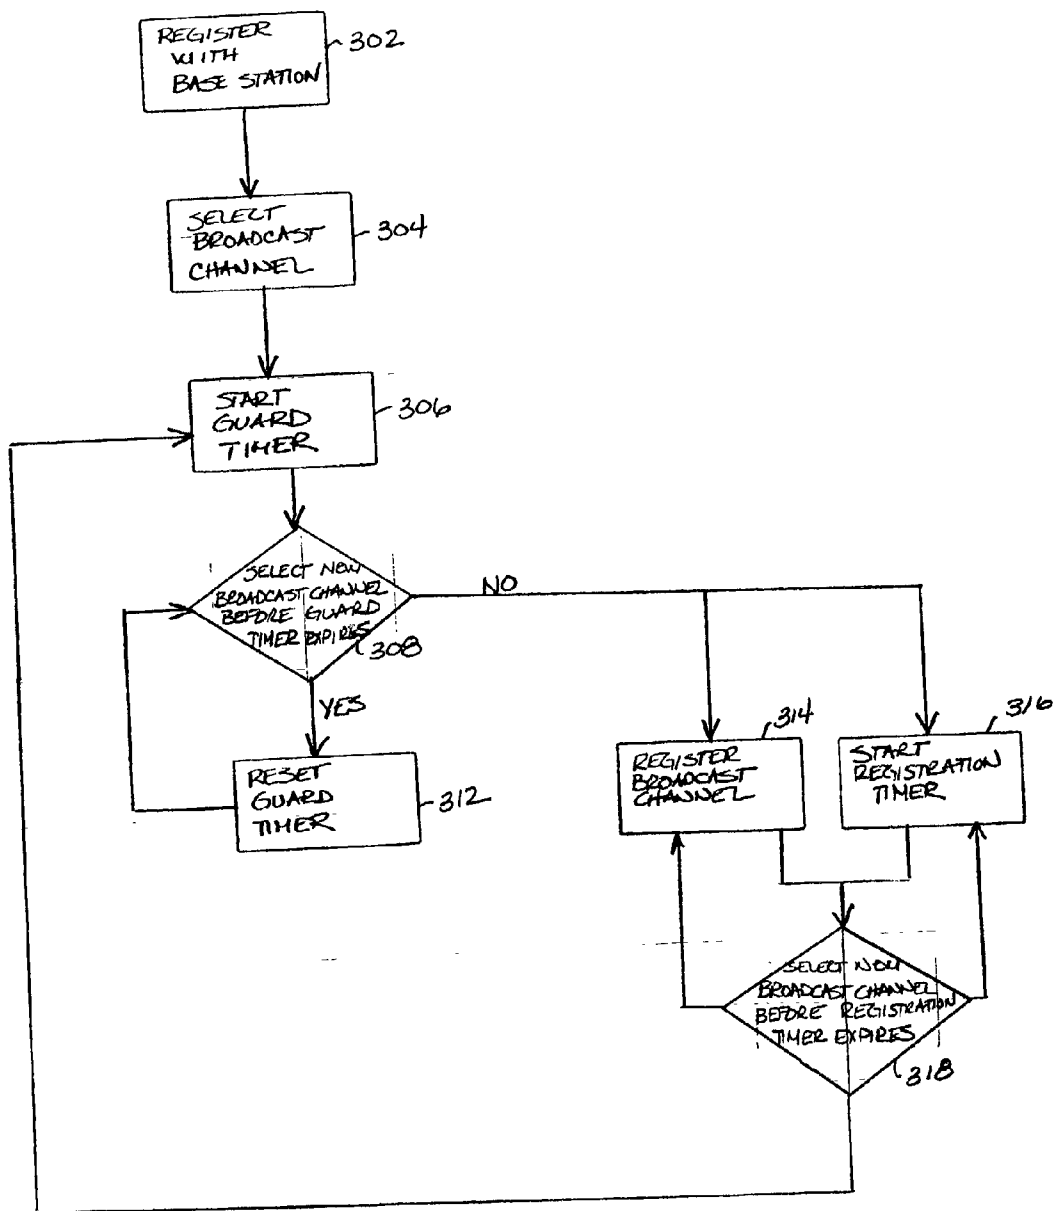 REGISTER
WITH
BASE STATION
302
SELECT
BROADCAST
CHANNEL
304
START
GUARD
TIMER
306
SELECT NOW
BROADCAST CHANNEL
BEFORE GUARD
TIMER EXPIRES
308
NO
YES
RESET
GUARD
TIMER
312
REGISTER
BROADCAST
CHANNEL
314
START
REGISTRATION
TIMER
316
SELECT NOW
BROADCAST CHANNEL
BEFORE REGISTRATION
TIMER EXPIRES
318